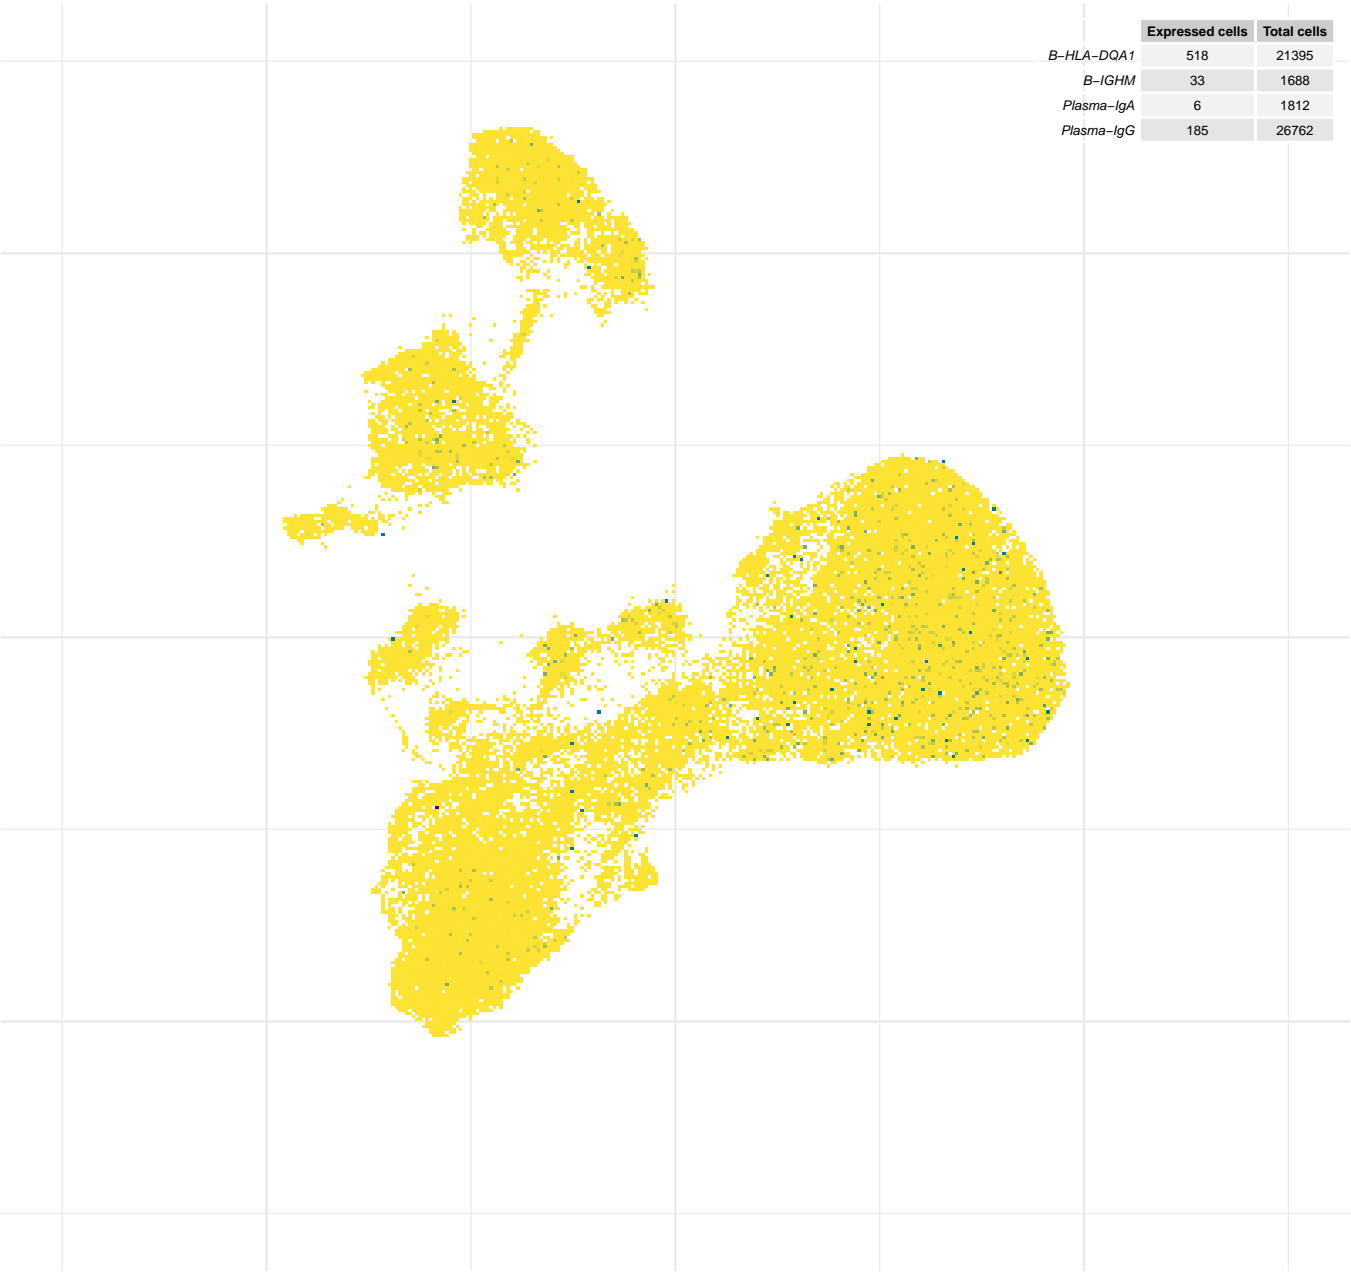 Expressed cells Total cells
B−HLA−DQA1 518 21395
B−IGHM 33 1688
Plasma−IgA 6 1812
Plasma−IgG 185 26762